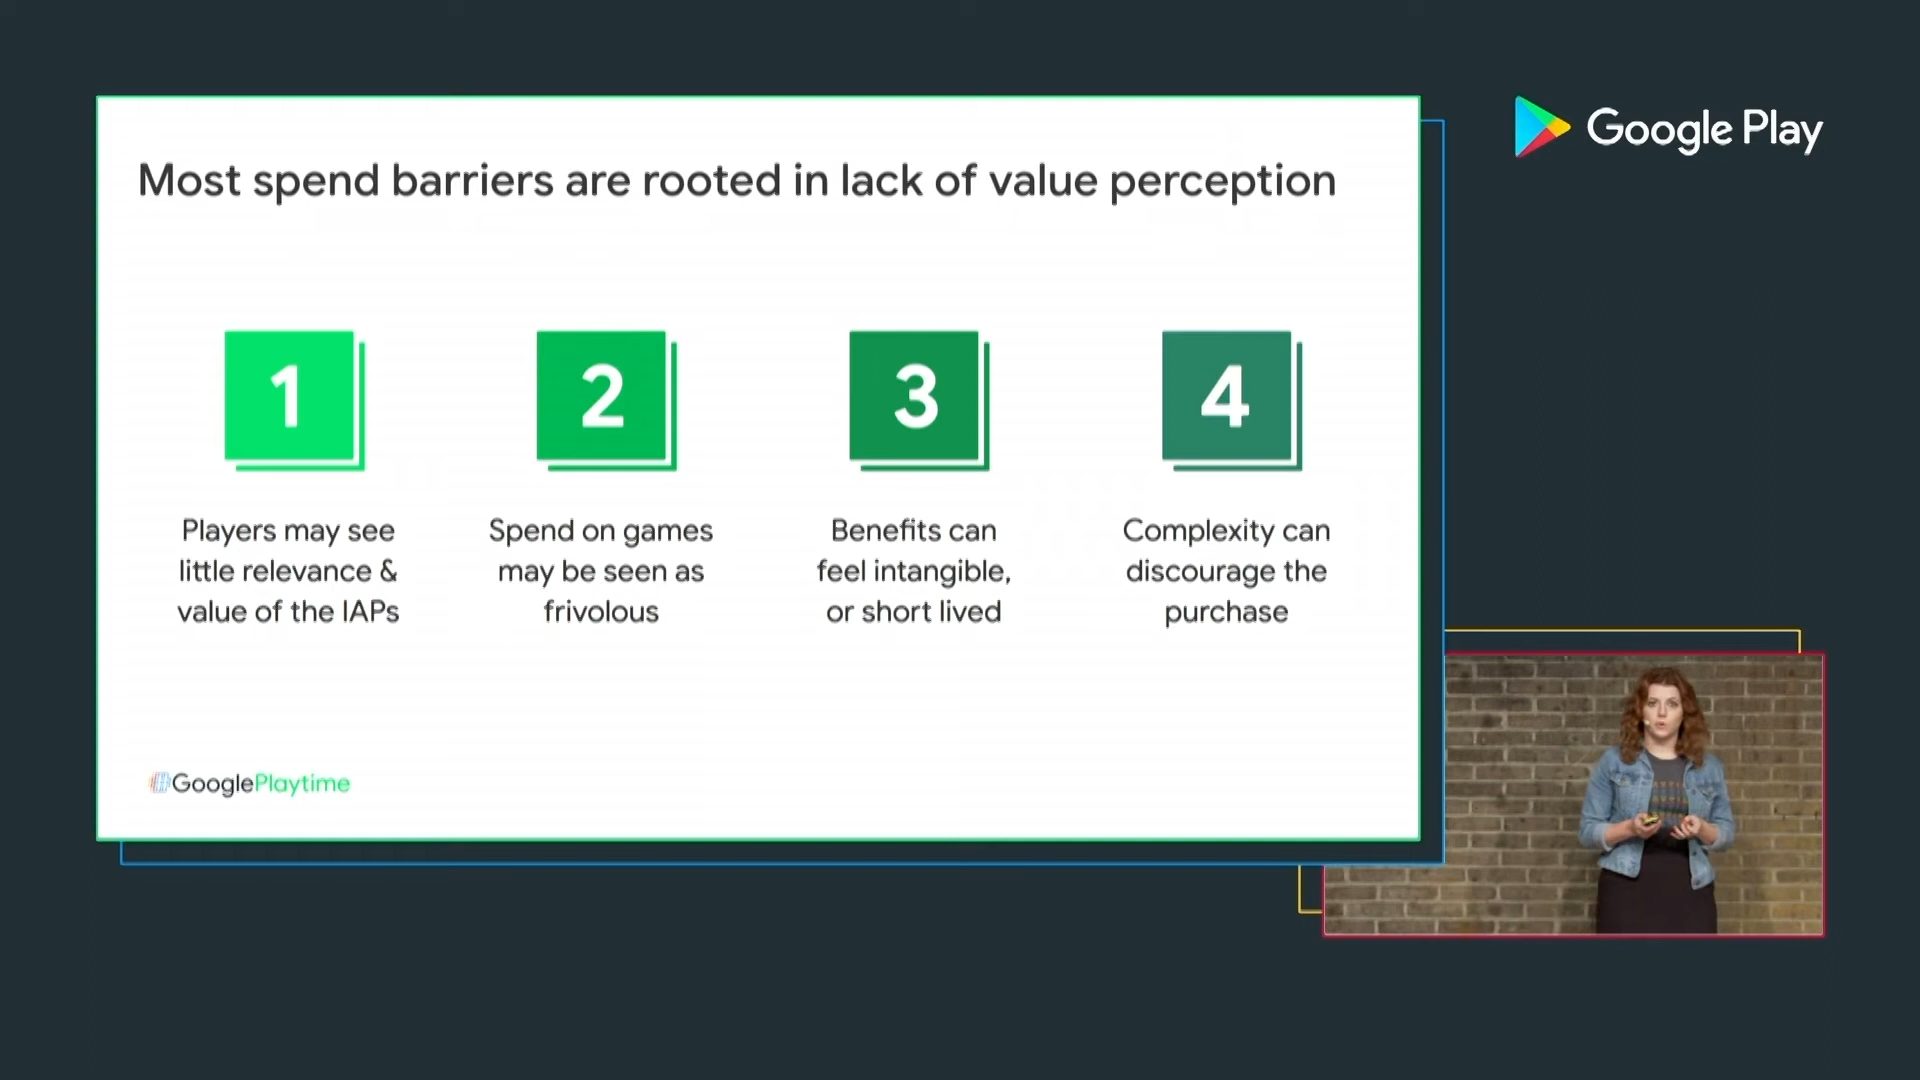 Google Play
Most spend barriers are rooted in lack of value perception
1
Players may see
little relevance &
value of the IAPs
2
Spend on games
may be seen as
frivolous
3
Benefits can
feel intangible,
or short lived
4
Complexity can
discourage the
purchase
#GooglePlaytime